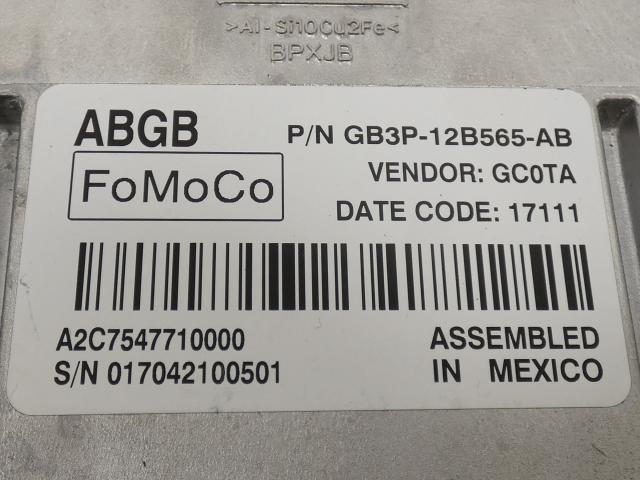 >Al-Si10Cu2Fe<
BPXJB
ABGB
P/N GB3P-12B565-AB
FoMoCo
VENDOR: GC0TA
DATE CODE: 17111
A2C7547710000
ASSEMBLED
S/N 017042100501
IN MEXICO